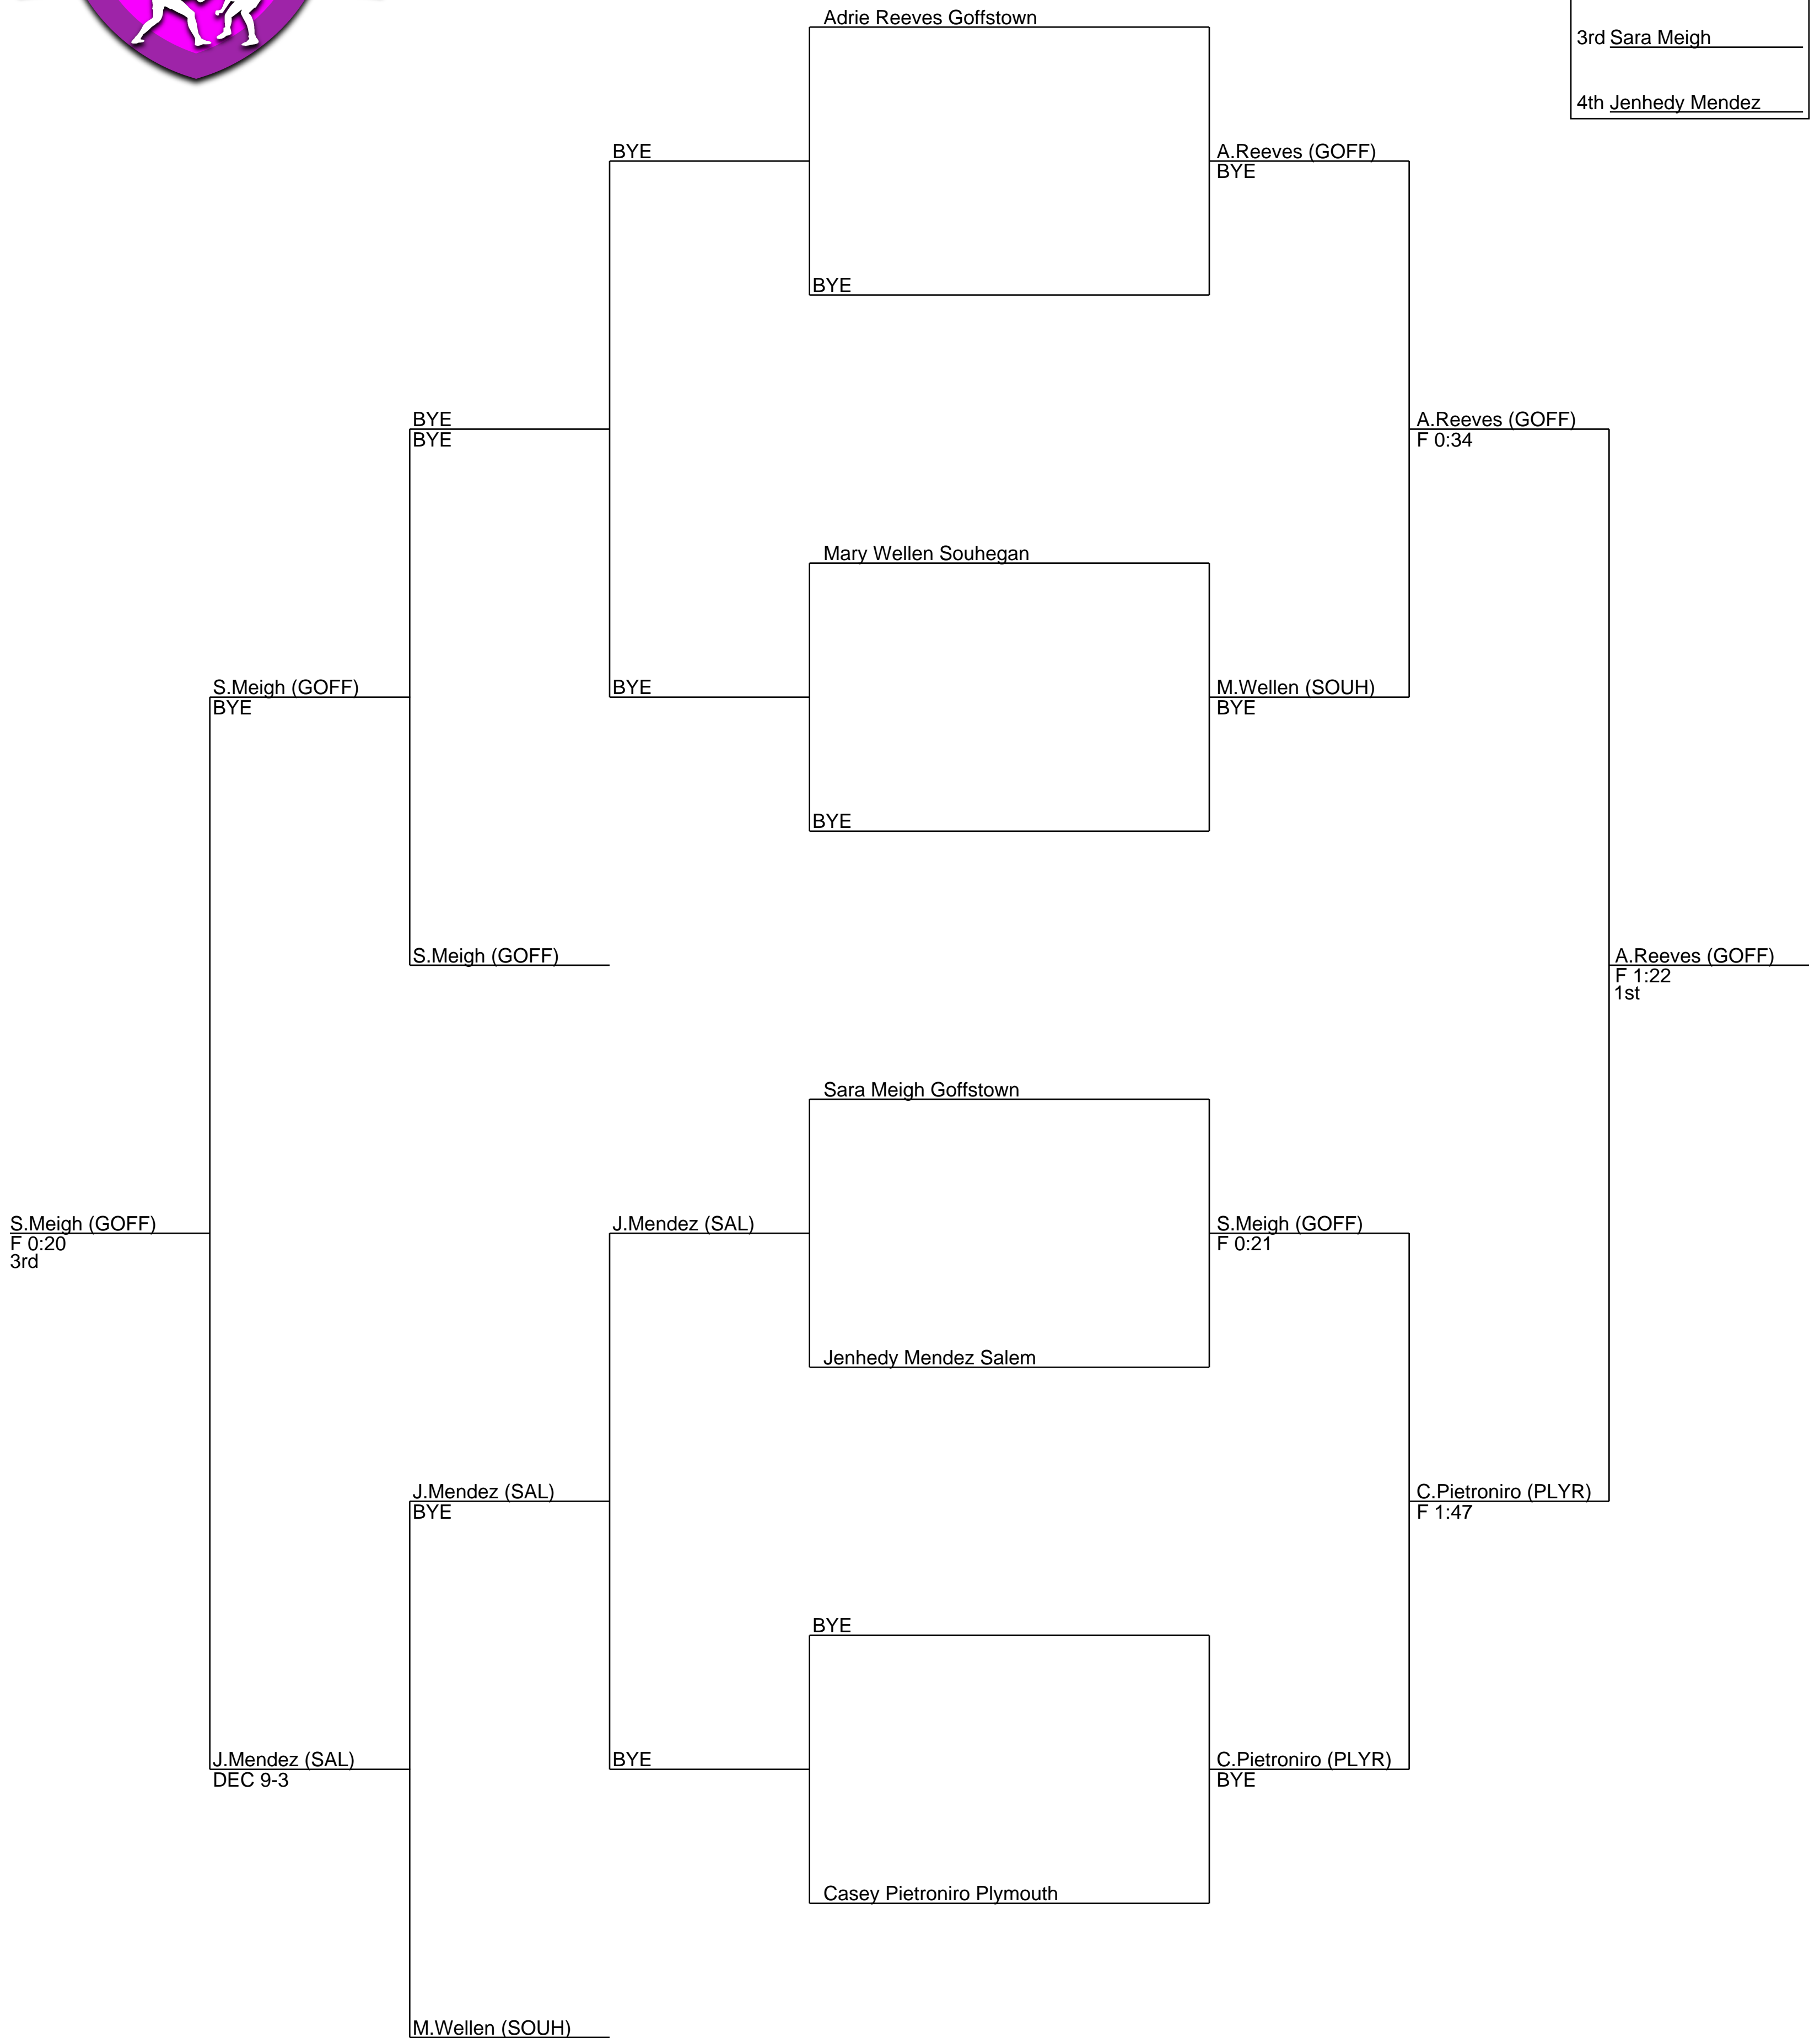 Adrie Reeves Goffstown
3rd Sara Meigh
4th Jenhedy Mendez
BYE
A.Reeves (GOFF)
BYE
BYE
BYE
BYE
A.Reeves (GOFF)
F 0:34
Mary Wellen Souhegan
S.Meigh (GOFF)
BYE
BYE
M.Wellen (SOUH)
BYE
BYE
S.Meigh (GOFF)
A.Reeves (GOFF)
F 1:22
1st
Sara Meigh Goffstown
S.Meigh (GOFF)
F 0:20
3rd
J.Mendez (SAL)
S.Meigh (GOFF)
F 0:21
Jenhedy Mendez Salem
J.Mendez (SAL)
BYE
C.Pietroniro (PLYR)
F 1:47
BYE
J.Mendez (SAL)
DEC 9-3
BYE
C.Pietroniro (PLYR)
BYE
Casey Pietroniro Plymouth
M.Wellen (SOUH)